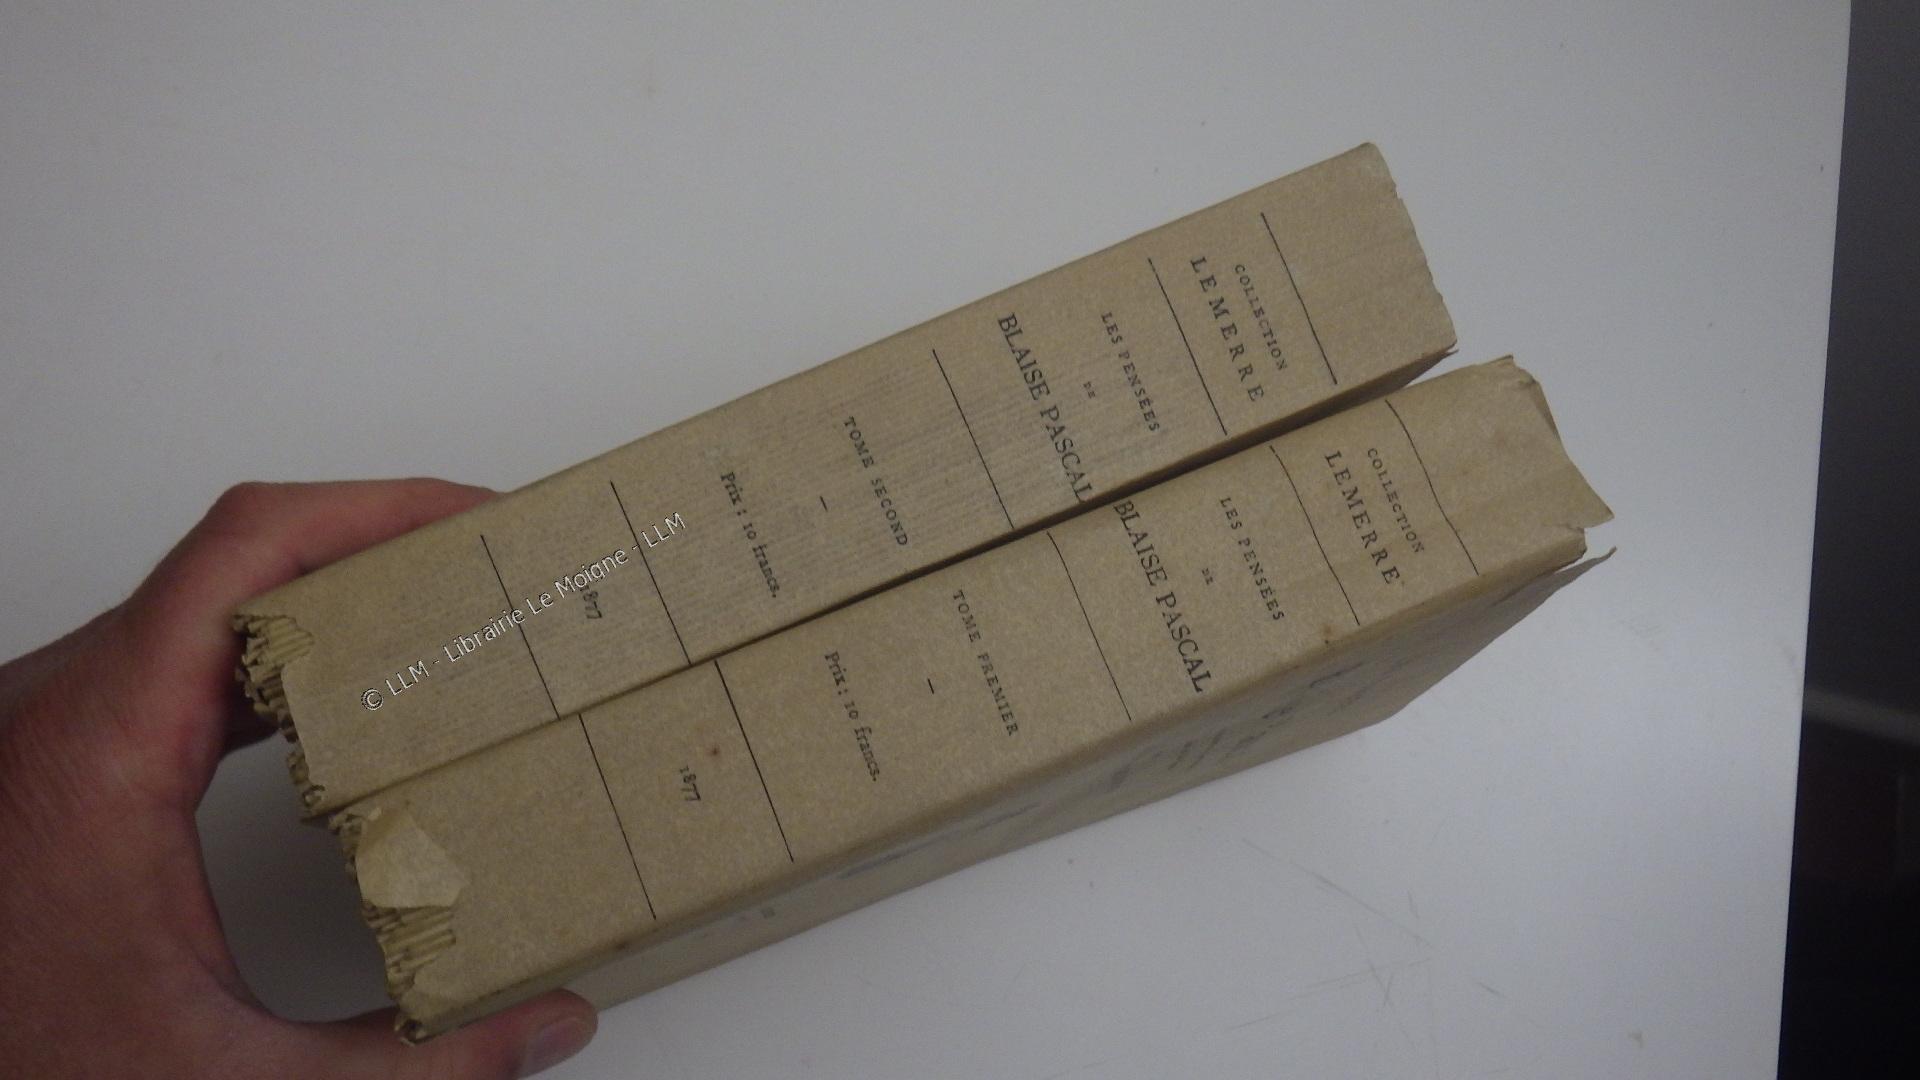 COLLECTION
LEMERRE
LES PENSÉES
DE
BLAISE PASCAL
TOME SECOND
—
Prix : 10 francs.
1877
COLLECTION
LEMERRE
LES PENSÉES
DE
BLAISE PASCAL
TOME PREMIER
—
Prix : 10 francs.
1877
© LLM - Librairie Le Moigne - LLM